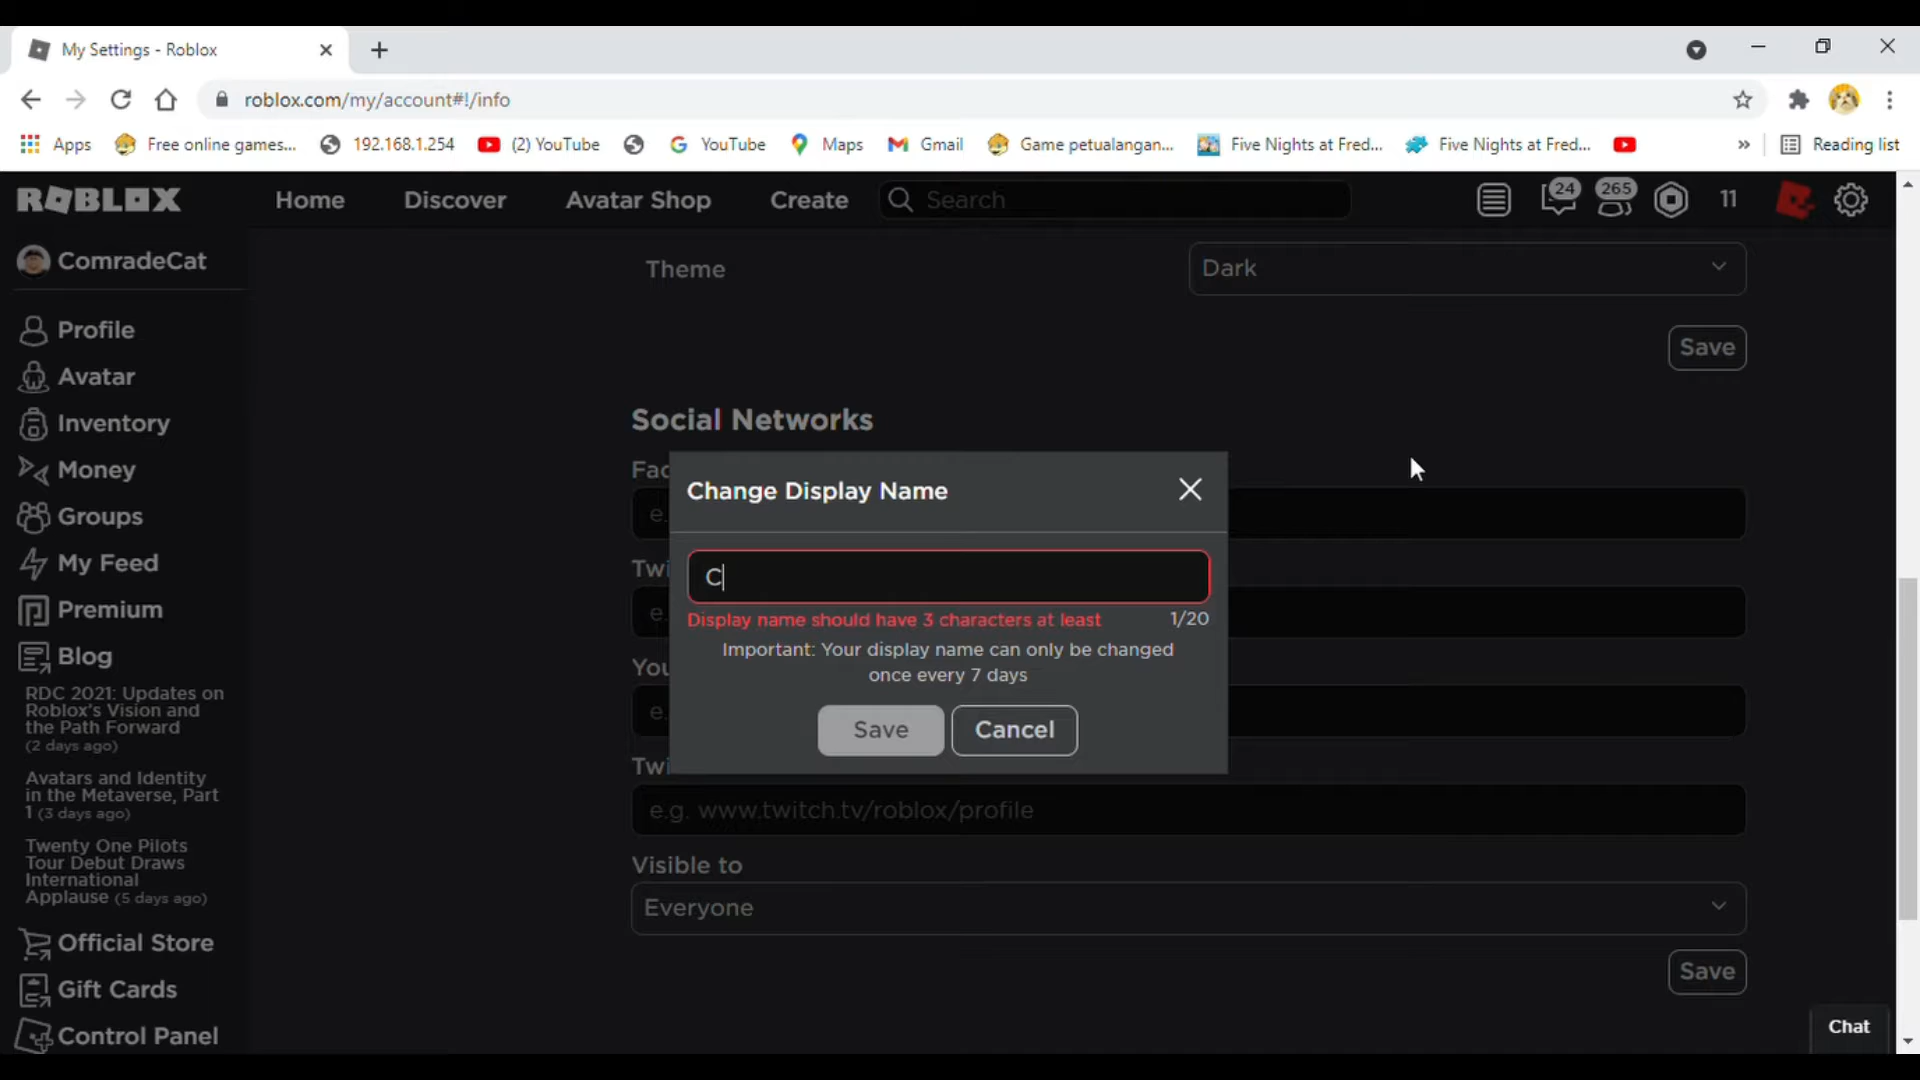 My Settings - Roblox
roblox.com/my/account#!/info
Apps
Free online games...
192.168.1.254
(2) YouTube
YouTube
Maps
Gmail
Game petualangan...
Five Nights at Fred...
Five Nights at Fred...
»
Reading list
ROBLOX
Home
Discover
Avatar Shop
Create
Search
24
265
11
ComradeCat
Theme
Dark
Profile
Save
Avatar
Inventory
Social Networks
Money
Fac
Change Display Name
Groups
e.
My Feed
Twi
C
Premium
e.
Display name should have 3 characters at least
1/20
Important: Your display name can only be changed
once every 7 days
Blog
You
RDC 2021: Updates on
Roblox's Vision and
the Path Forward
(2 days ago)
e.
Save
Cancel
Avatars and Identity
in the Metaverse, Part
1 (3 days ago)
Twi
e.g. www.twitch.tv/roblox/profile
Twenty One Pilots
Tour Debut Draws
International
Applause (5 days ago)
Visible to
Everyone
Official Store
Save
Gift Cards
Control Panel
Chat